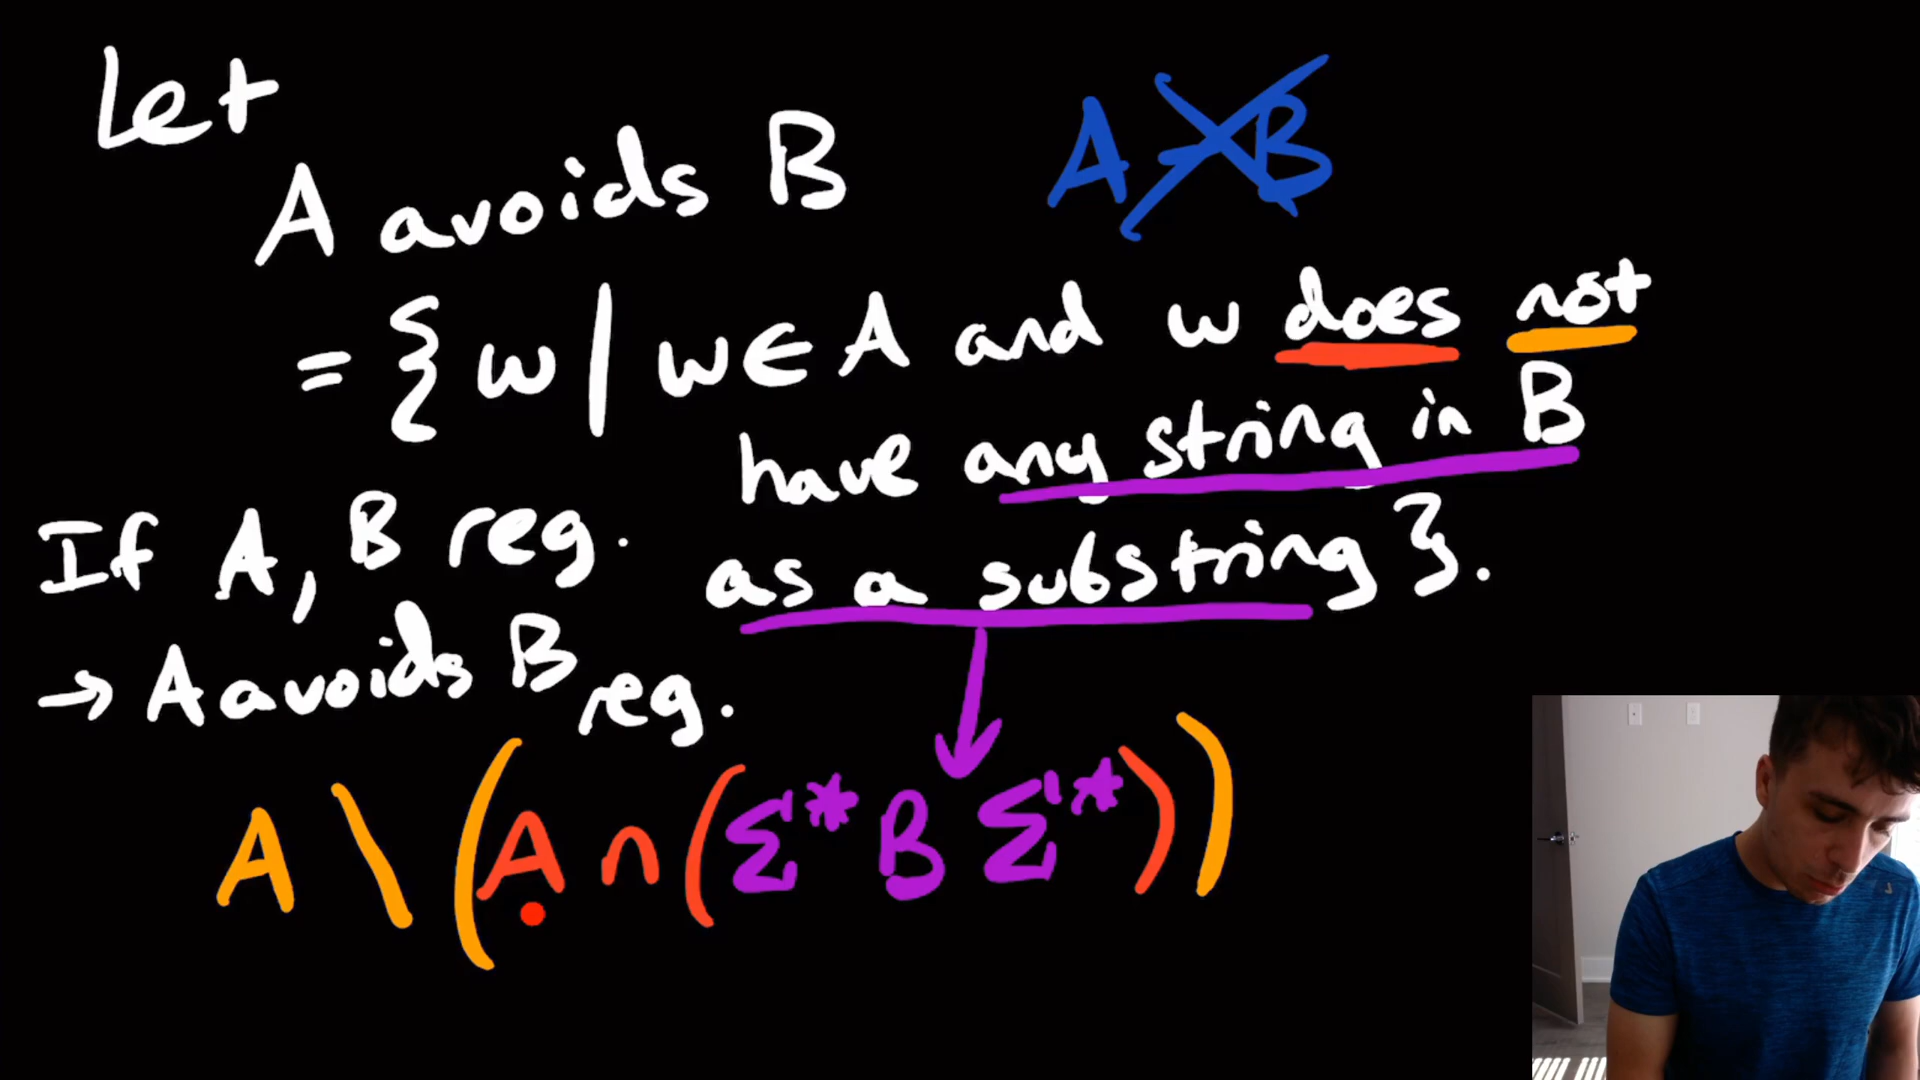 Let
A avoids B
A B
= { w | w ∈ A and w does not
have any string in B
as a substring }.
If A, B reg.
→ A avoids B reg.
A \ (A ∩ (Σ* B Σ*))